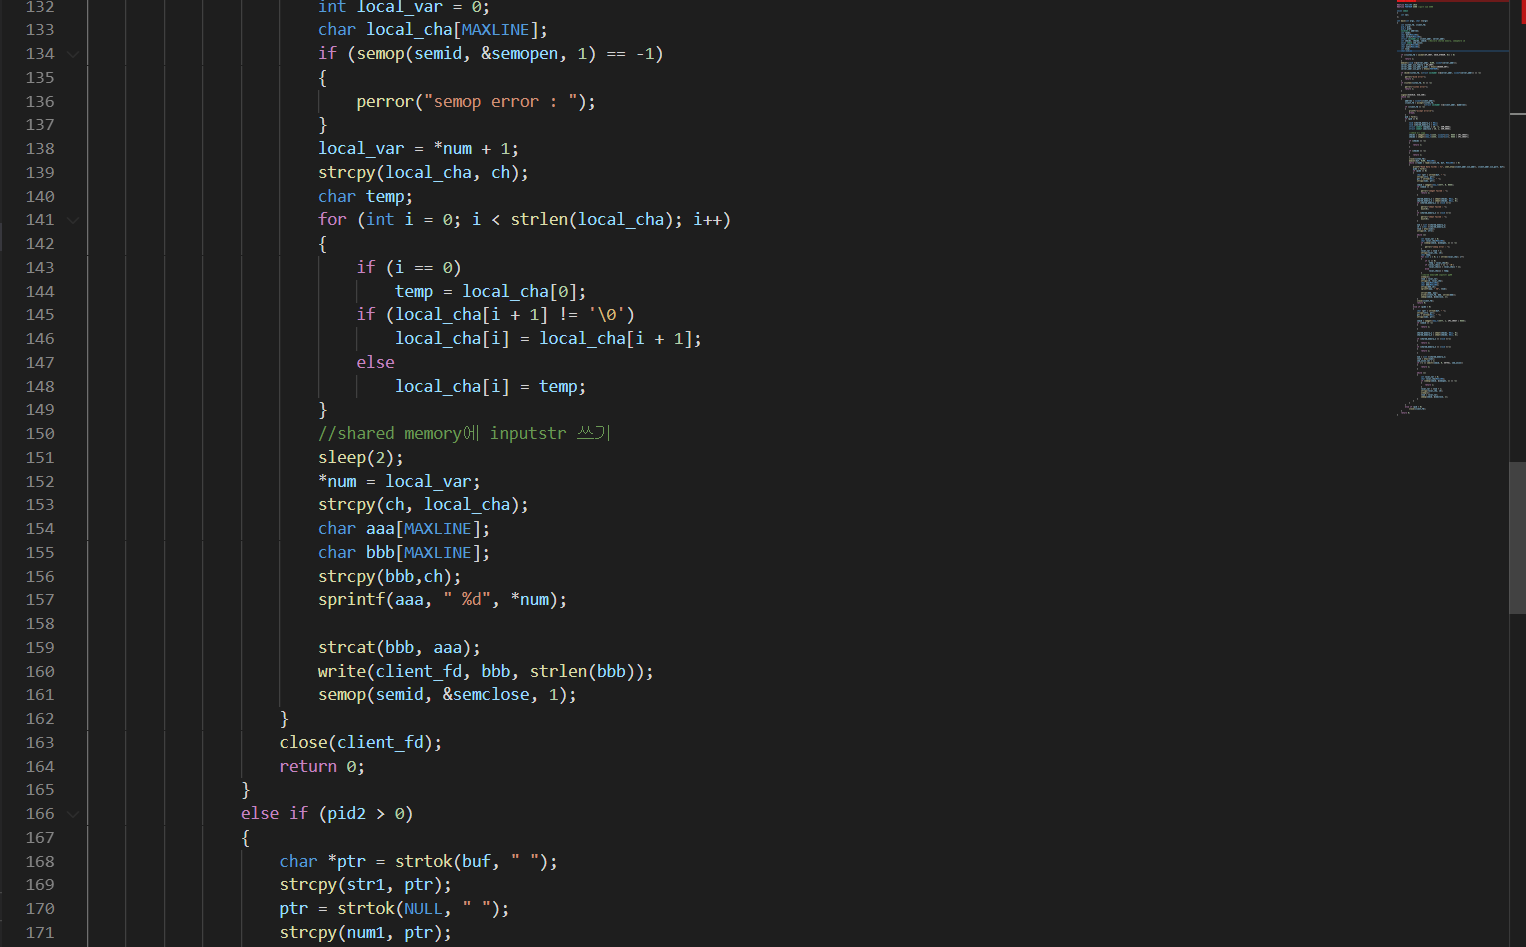 132 int local_var = 0;
133 char local_cha[MAXLINE];
134 if (semop(semid, &semopen, 1) == -1)
135 {
136 perror("semop error : ");
137 }
138 local_var = *num + 1;
139 strcpy(local_cha, ch);
140 char temp;
141 for (int i = 0; i < strlen(local_cha); i++)
142 {
143 if (i == 0)
144 temp = local_cha[0];
145 if (local_cha[i + 1] != '\0')
146 local_cha[i] = local_cha[i + 1];
147 else
148 local_cha[i] = temp;
149 }
150 //shared memory에 inputstr 쓰기
151 sleep(2);
152 *num = local_var;
153 strcpy(ch, local_cha);
154 char aaa[MAXLINE];
155 char bbb[MAXLINE];
156 strcpy(bbb,ch);
157 sprintf(aaa, " %d", *num);
158
159 strcat(bbb, aaa);
160 write(client_fd, bbb, strlen(bbb));
161 semop(semid, &semclose, 1);
162 }
163 close(client_fd);
164 return 0;
165 }
166 else if (pid2 > 0)
167 {
168 char *ptr = strtok(buf, " ");
169 strcpy(str1, ptr);
170 ptr = strtok(NULL, " ");
171 strcpy(num1, ptr);